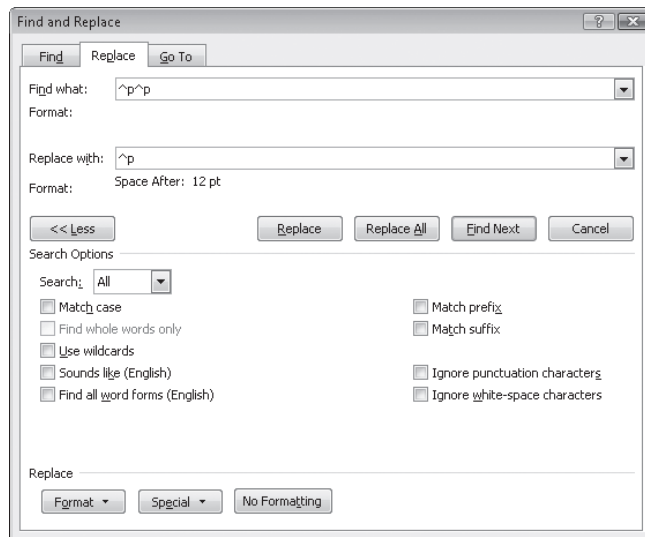 Find and Replace
Find Replace Go To
Find what: ^p^p
Format:
Replace with: ^p
Format: Space After: 12 pt
<< Less Replace Replace All Find Next Cancel
Search Options
Search: All
Match case Match prefix
Find whole words only Match suffix
Use wildcards
Sounds like (English) Ignore punctuation characters
Find all word forms (English) Ignore white-space characters
Replace
Format Special No Formatting